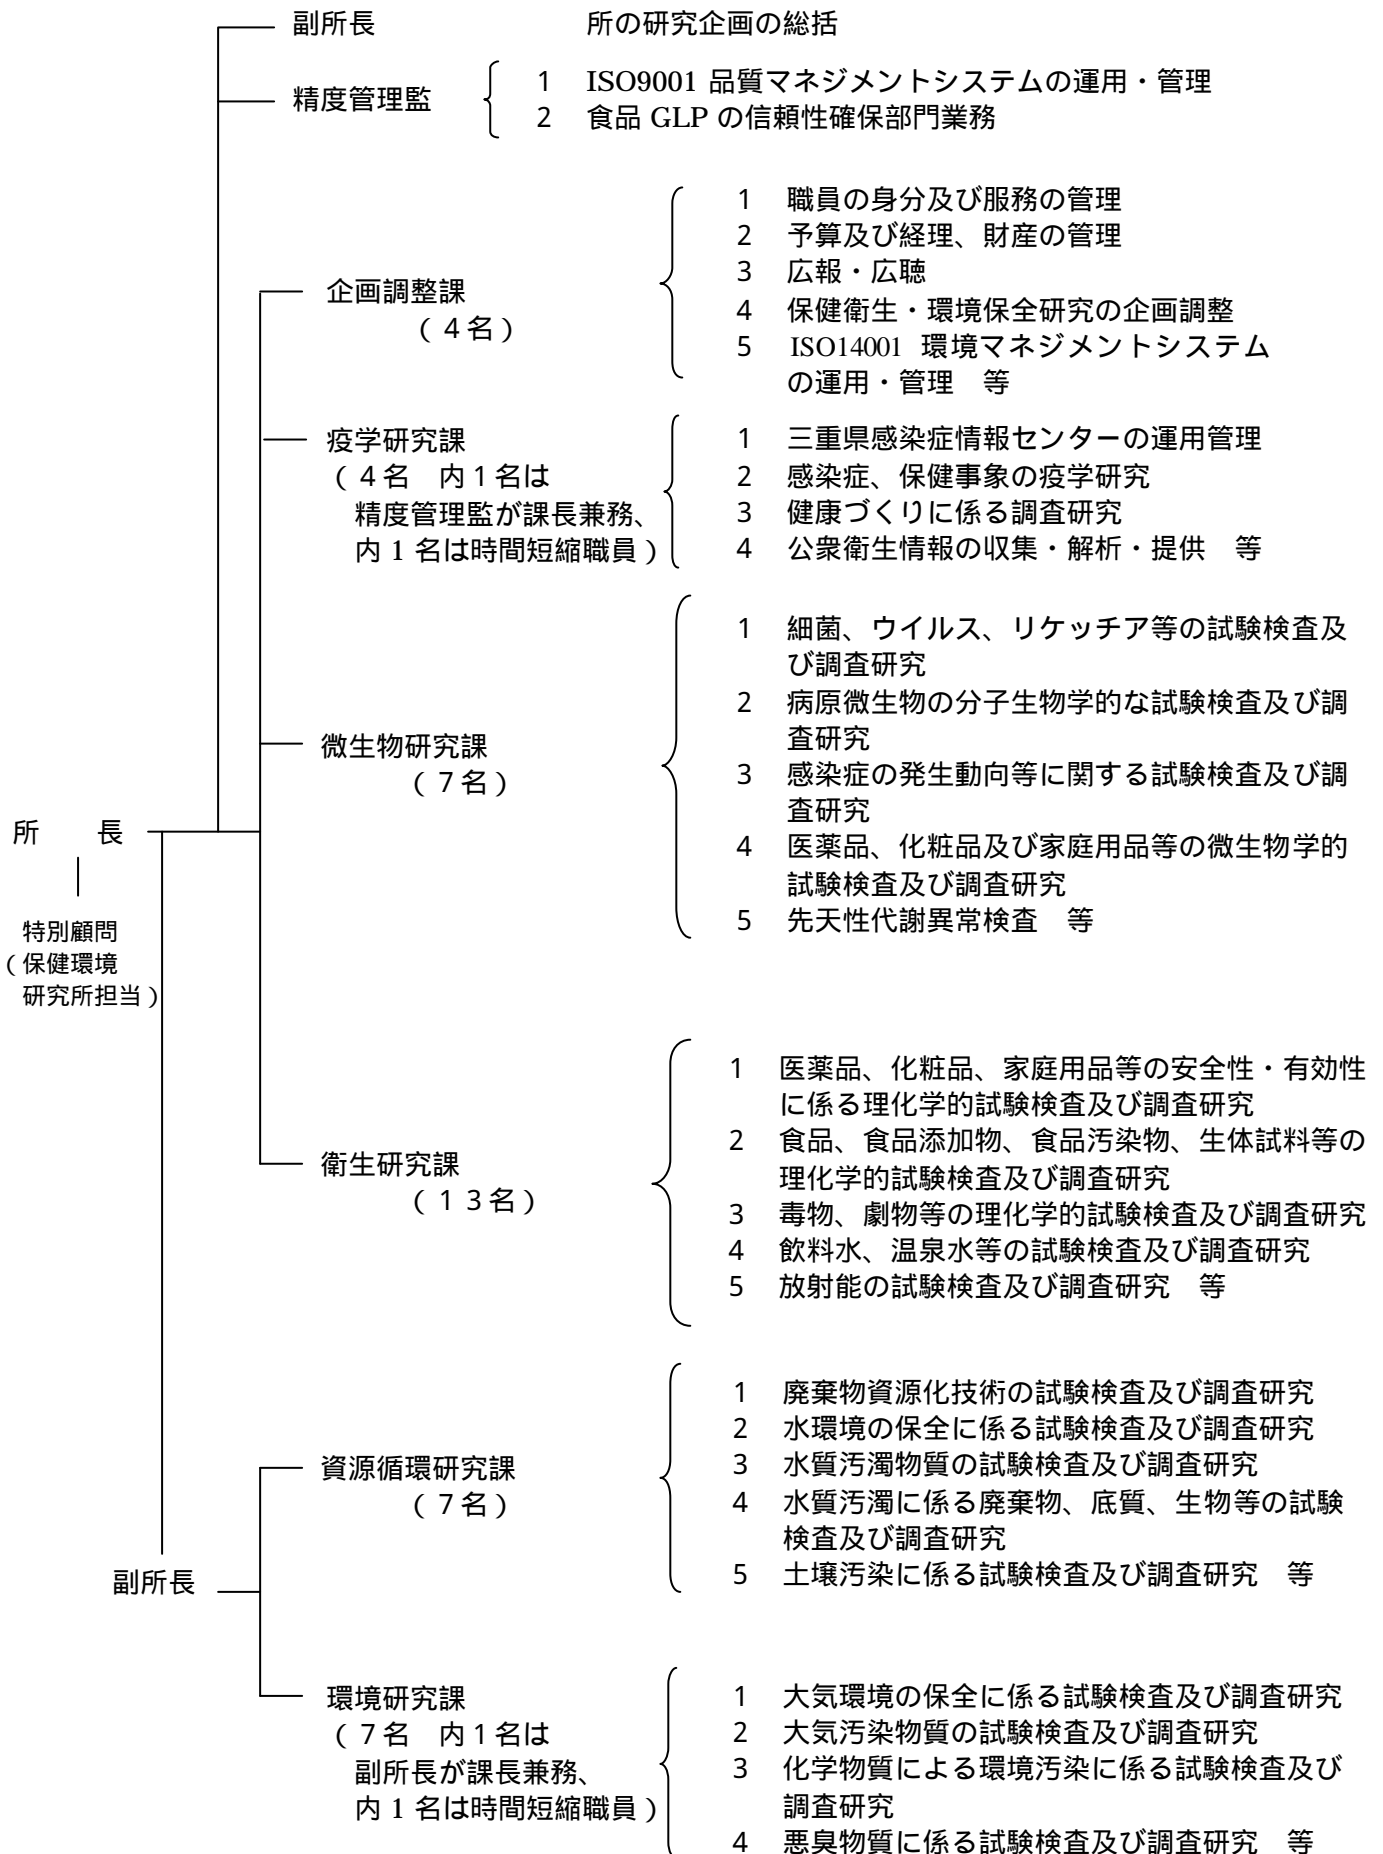 副所長　所の研究企画の総括
精度管理監
1　ISO9001 品質マネジメントシステムの運用・管理
2　食品 GLP の信頼性確保部門業務
企画調整課
（４名）
1　職員の身分及び服務の管理
2　予算及び経理、財産の管理
3　広報・広聴
4　保健衛生・環境保全研究の企画調整
5　ISO14001 環境マネジメントシステム
の運用・管理　等
疫学研究課
（４名　内１名は
精度管理監が課長兼務、
内 1 名は時間短縮職員）
1　三重県感染症情報センターの運用管理
2　感染症、保健事象の疫学研究
3　健康づくりに係る調査研究
4　公衆衛生情報の収集・解析・提供　等
微生物研究課
（７名）
1　細菌、ウイルス、リケッチア等の試験検査及
び調査研究
2　病原微生物の分子生物学的な試験検査及び調
査研究
3　感染症の発生動向等に関する試験検査及び調
査研究
4　医薬品、化粧品及び家庭用品等の微生物学的
試験検査及び調査研究
5　先天性代謝異常検査　等
所　　長
特別顧問
（保健環境
研究所担当）
衛生研究課
（１３名）
1　医薬品、化粧品、家庭用品等の安全性・有効性
に係る理化学的試験検査及び調査研究
2　食品、食品添加物、食品汚染物、生体試料等の
理化学的試験検査及び調査研究
3　毒物、劇物等の理化学的試験検査及び調査研究
4　飲料水、温泉水等の試験検査及び調査研究
5　放射能の試験検査及び調査研究　等
副所長
資源循環研究課
（７名）
1　廃棄物資源化技術の試験検査及び調査研究
2　水環境の保全に係る試験検査及び調査研究
3　水質汚濁物質の試験検査及び調査研究
4　水質汚濁に係る廃棄物、底質、生物等の試験
検査及び調査研究
5　土壌汚染に係る試験検査及び調査研究　等
環境研究課
（７名　内１名は
副所長が課長兼務、
内 1 名は時間短縮職員）
1　大気環境の保全に係る試験検査及び調査研究
2　大気汚染物質の試験検査及び調査研究
3　化学物質による環境汚染に係る試験検査及び
調査研究
4　悪臭物質に係る試験検査及び調査研究　等